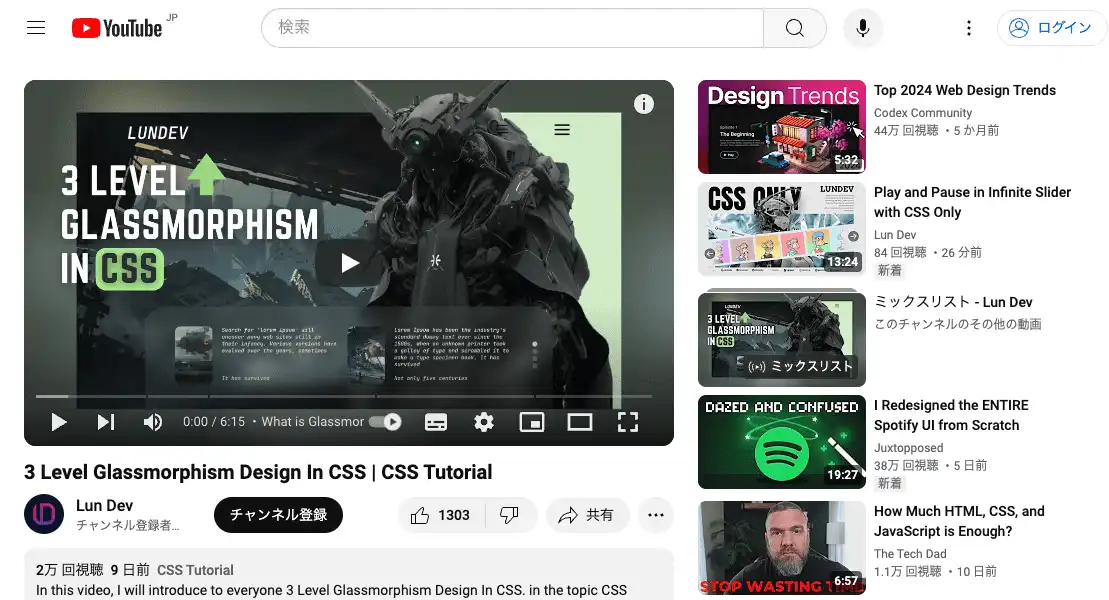 YouTube JP
検索
ログイン
LUNDEV
3 LEVEL
GLASSMORPHISM
IN CSS
Search for 'lorem ipsum' will
uncover many web sites still in
their infancy. Various versions have
evolved over the years, sometimes
It has survived
Lorem Ipsum has been the industry's
standard dummy text ever since the
1500s, when an unknown printer took
a galley of type and scrambled it to
make a type specimen book. It has
survived
Not only five centuries
0:00 / 6:15 • What is Glassmor
3 Level Glassmorphism Design In CSS | CSS Tutorial
Lun Dev
チャンネル登録者…
チャンネル登録
1303
共有
2万 回視聴 9 日前 CSS Tutorial
In this video, I will introduce to everyone 3 Level Glassmorphism Design In CSS. in the topic CSS
Design Trends
Episode 1
The Beginning
Play
5:32
Top 2024 Web Design Trends
Codex Community
44万 回視聴 • 5 か月前
CSS ONLY
LUNDEV
13:24
Play and Pause in Infinite Slider
with CSS Only
Lun Dev
84 回視聴 • 26 分前
新着
LUNDEV
3 LEVEL
GLASSMORPHISM
IN CSS
ミックスリスト
ミックスリスト - Lun Dev
このチャンネルのその他の動画
DAZED AND CONFUSED
19:27
I Redesigned the ENTIRE
Spotify UI from Scratch
Juxtopposed
38万 回視聴 • 5 日前
新着
STOP WASTING
6:57
How Much HTML, CSS, and
JavaScript is Enough?
The Tech Dad
1.1万 回視聴 • 10 日前